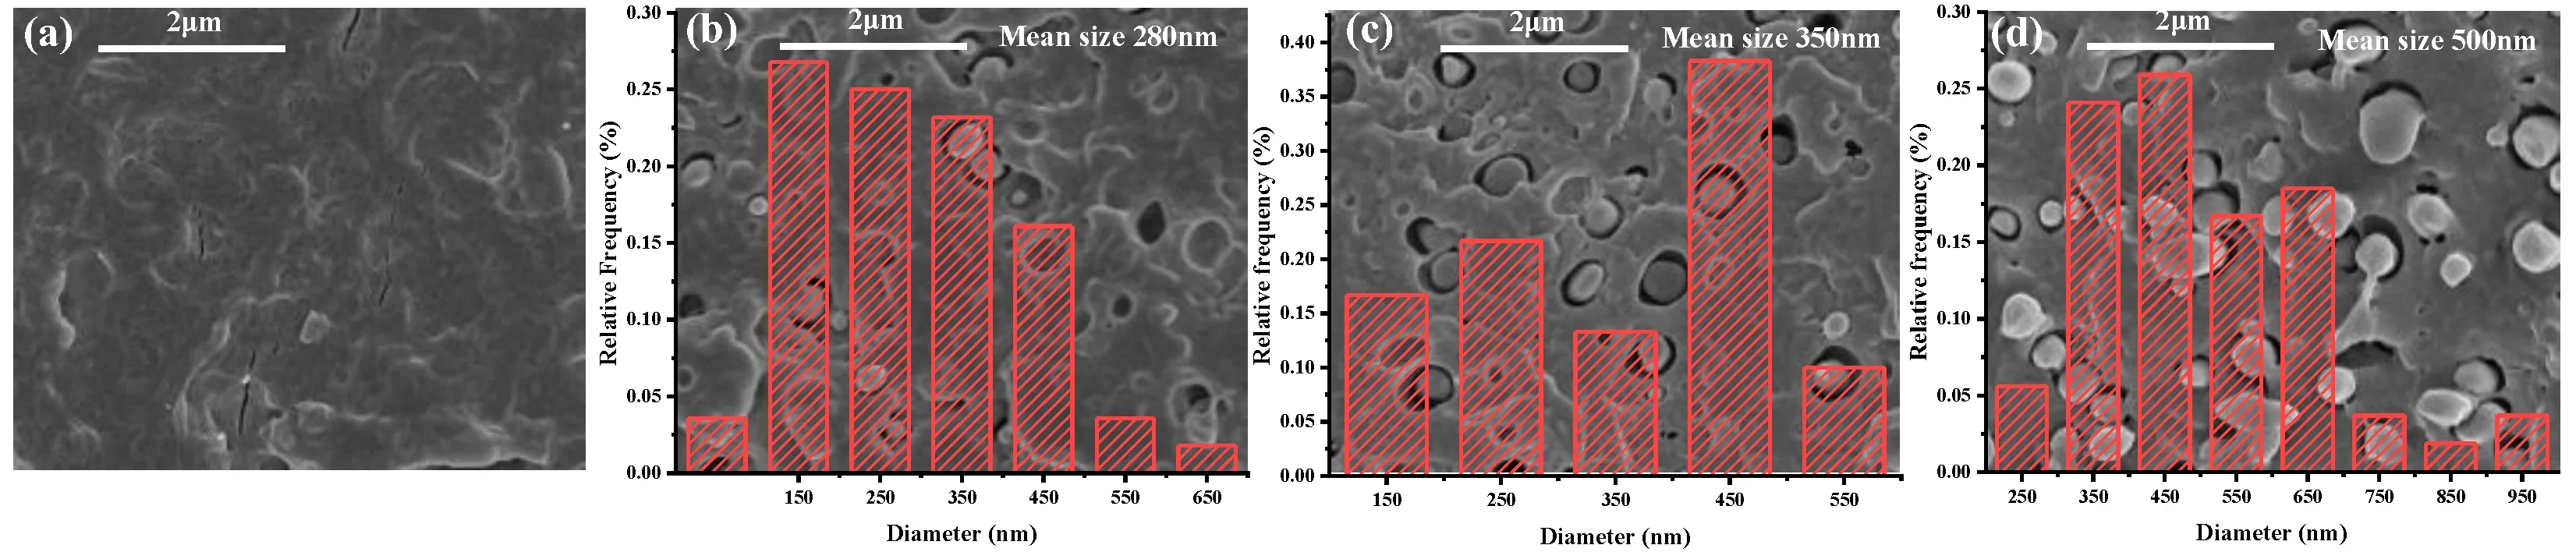 (a)
2μm
(b)
2μm
Mean size 280nm
Relative Frequency (%)
0.30
0.25
0.20
0.15
0.10
0.05
0.00
150 250 350 450 550 650
Diameter (nm)
(c)
2μm
Mean size 350nm
Relative frequency (%)
0.40
0.35
0.30
0.25
0.20
0.15
0.10
0.05
0.00
150 250 350 450 550
Diameter (nm)
(d)
2μm
Mean size 500nm
Relative frequency (%)
0.30
0.25
0.20
0.15
0.10
0.05
0.00
250 350 450 550 650 750 850 950
Diameter (nm)